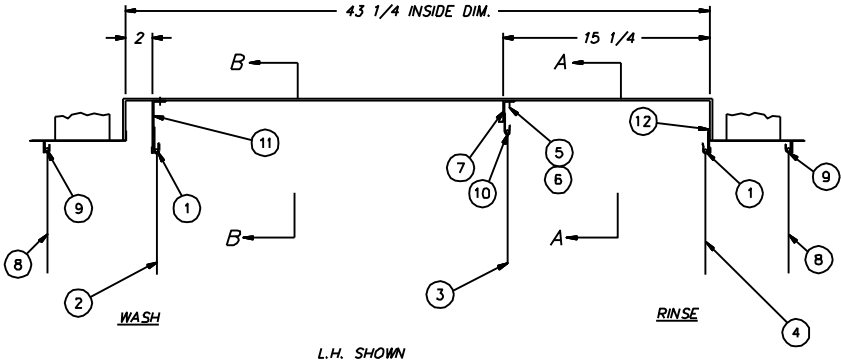 43 1/4 INSIDE DIM.
2
15 1/4
B
A
11
12
7
5
10
6
9
1
1
9
B
A
8
8
2
3
4
WASH
RINSE
L.H. SHOWN